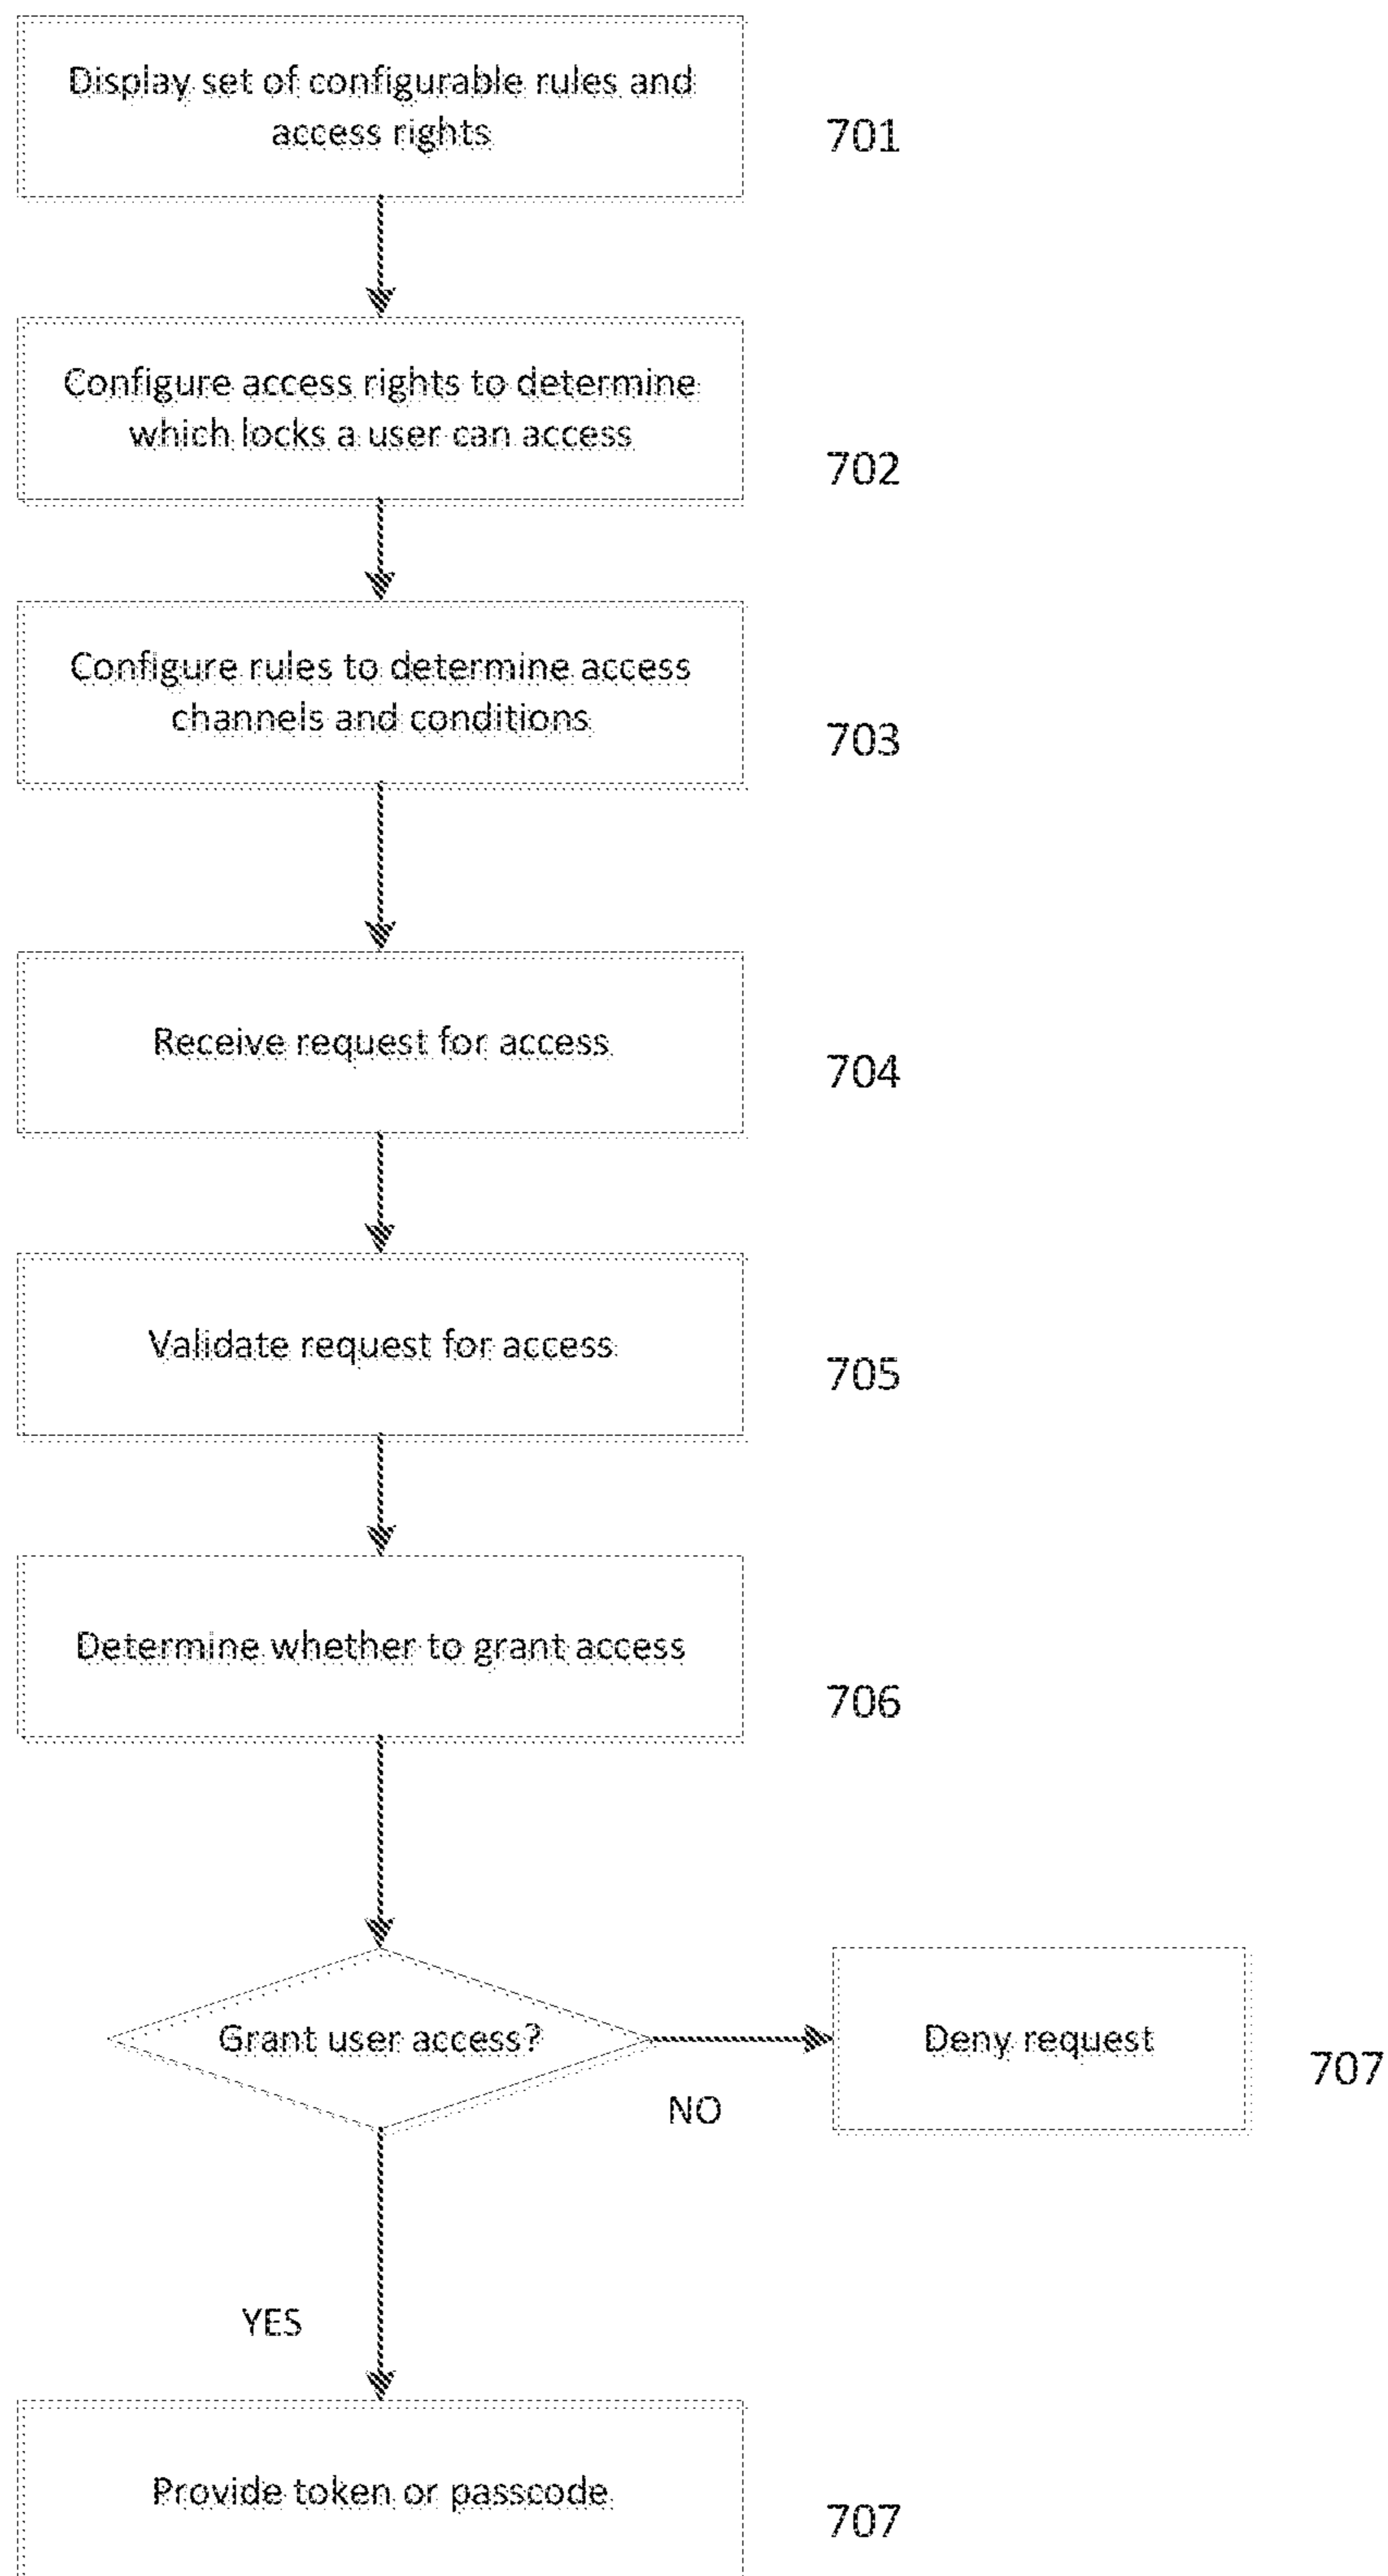 Display set of configurable rules and
access rights
701
Configure access rights to determine
which locks a user can access
702
Configure rules to determine access
channels and conditions
703
Receive request for access
704
Validate request for access
705
Determine whether to grant access
706
Grant user access?
NO
Deny request
707
YES
Provide token or passcode
707